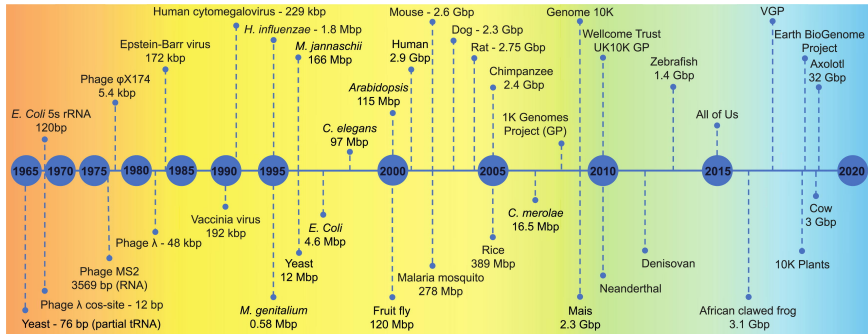 Human cytomegalovirus - 229 kbp
H. influenzae - 1.8 Mbp
Epstein-Barr virus
172 kbp
Phage φX174
5.4 kbp
E. Coli 5s rRNA
120bp
M. jannaschii
166 Mbp
Mouse - 2.6 Gbp
Human
2.9 Gbp
Arabidopsis
115 Mbp
C. elegans
97 Mbp
Dog - 2.3 Gbp
Rat - 2.75 Gbp
Chimpanzee
2.4 Gbp
1K Genomes
Project (GP)
Genome 10K
Wellcome Trust
UK10K GP
Zebrafish
1.4 Gbp
All of Us
VGP
Earth BioGenome
Project
Axolotl
32 Gbp
1965 1970 1975 1980 1985 1990 1995 2000 2005 2010 2015 2020
Yeast - 76 bp (partial tRNA)
Phage λ cos-site - 12 bp
Phage MS2
3569 bp (RNA)
Phage λ - 48 kbp
Vaccinia virus
192 kbp
M. genitalium
0.58 Mbp
Yeast
12 Mbp
E. Coli
4.6 Mbp
Fruit fly
120 Mbp
Malaria mosquito
278 Mbp
Rice
389 Mbp
C. merolae
16.5 Mbp
Mais
2.3 Gbp
Neanderthal
Denisovan
African clawed frog
3.1 Gbp
10K Plants
Cow
3 Gbp